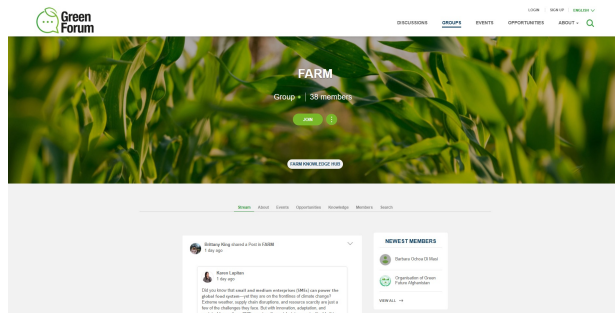 LOGIN SIGN UP ENGLISH
Green
Forum
DISCUSSIONS GROUPS EVENTS OPPORTUNITIES ABOUT
FARM
Group 38 members
JOIN
FARM KNOWLEDGE HUB
Stream About Events Opportunities Knowledge Members Search
Brittany King shared a Post in FARM
1 day ago
NEWEST MEMBERS
Barbara Ochoa Di Masi
Karen Lapitan
1 day ago
Organisation of Green
Future Afghanistan
Did you know that small and medium enterprises (SMEs) can power the
global food system—yet they are on the frontlines of climate change?
Extreme weather, supply chain disruptions, and resource scarcity are just a
few of the challenges they face. But with innovation, adaptation, and
VIEW ALL →